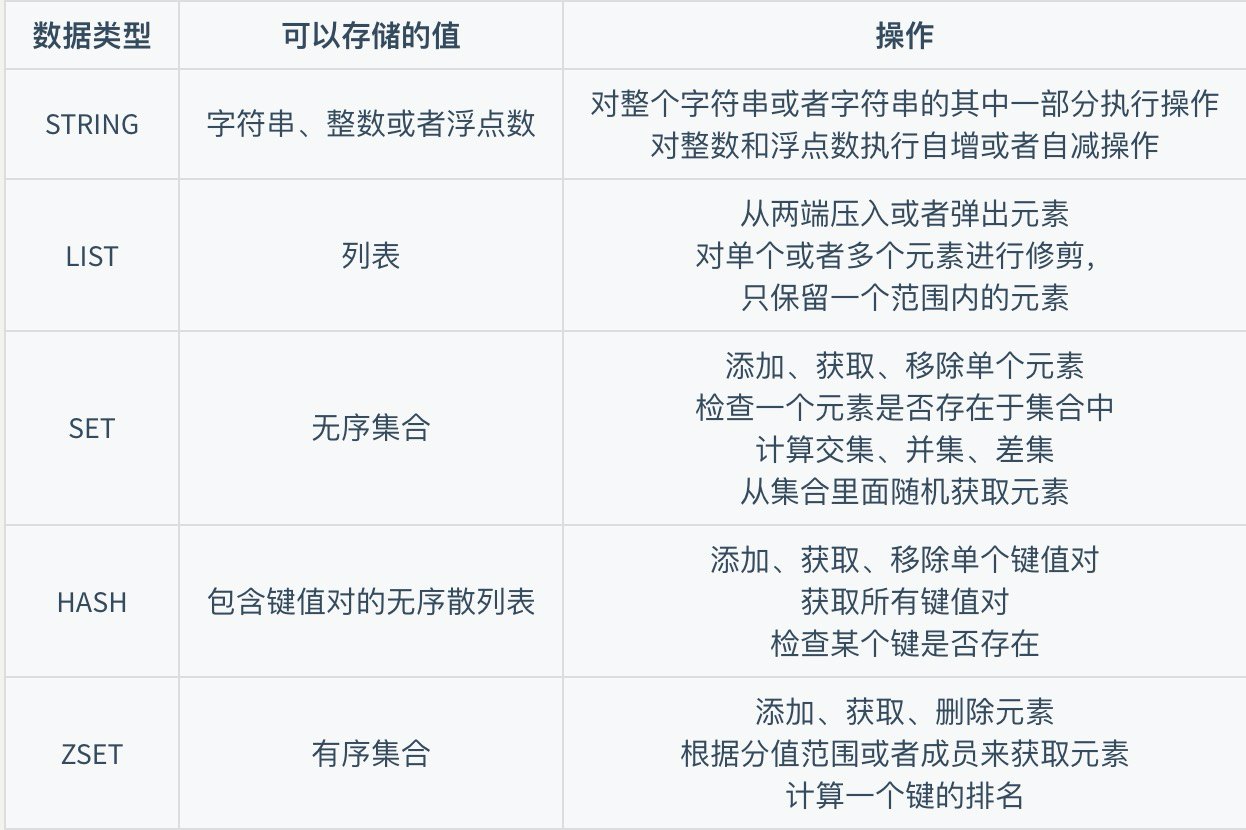 数据类型 可以存储的值 操作
STRING 字符串、整数或者浮点数 对整个字符串或者字符串的其中一部分执行操作
对整数和浮点数执行自增或者自减操作
LIST 列表 从两端压入或者弹出元素
对单个或者多个元素进行修剪，
只保留一个范围内的元素
SET 无序集合 添加、获取、移除单个元素
检查一个元素是否存在于集合中
计算交集、并集、差集
从集合里面随机获取元素
HASH 包含键值对的无序散列表 添加、获取、移除单个键值对
获取所有键值对
检查某个键是否存在
ZSET 有序集合 添加、获取、删除元素
根据分值范围或者成员来获取元素
计算一个键的排名